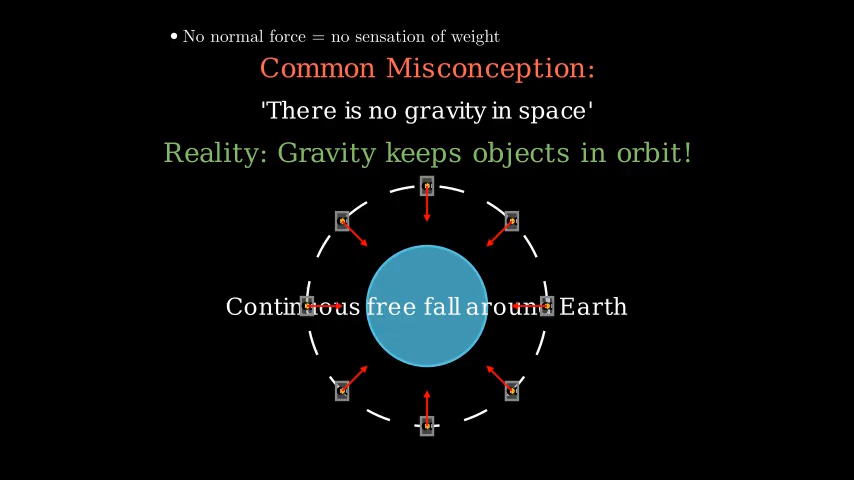 • No normal force = no sensation of weight
Common Misconception:
'There is no gravity in space'
Reality: Gravity keeps objects in orbit!
Continuous free fall around Earth